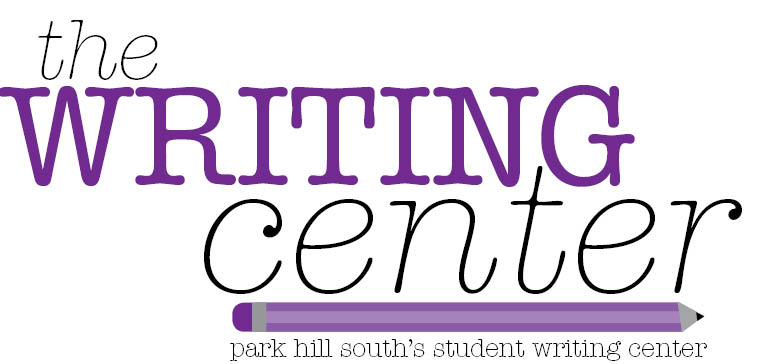 the
WRITING
center
park hill south's student writing center